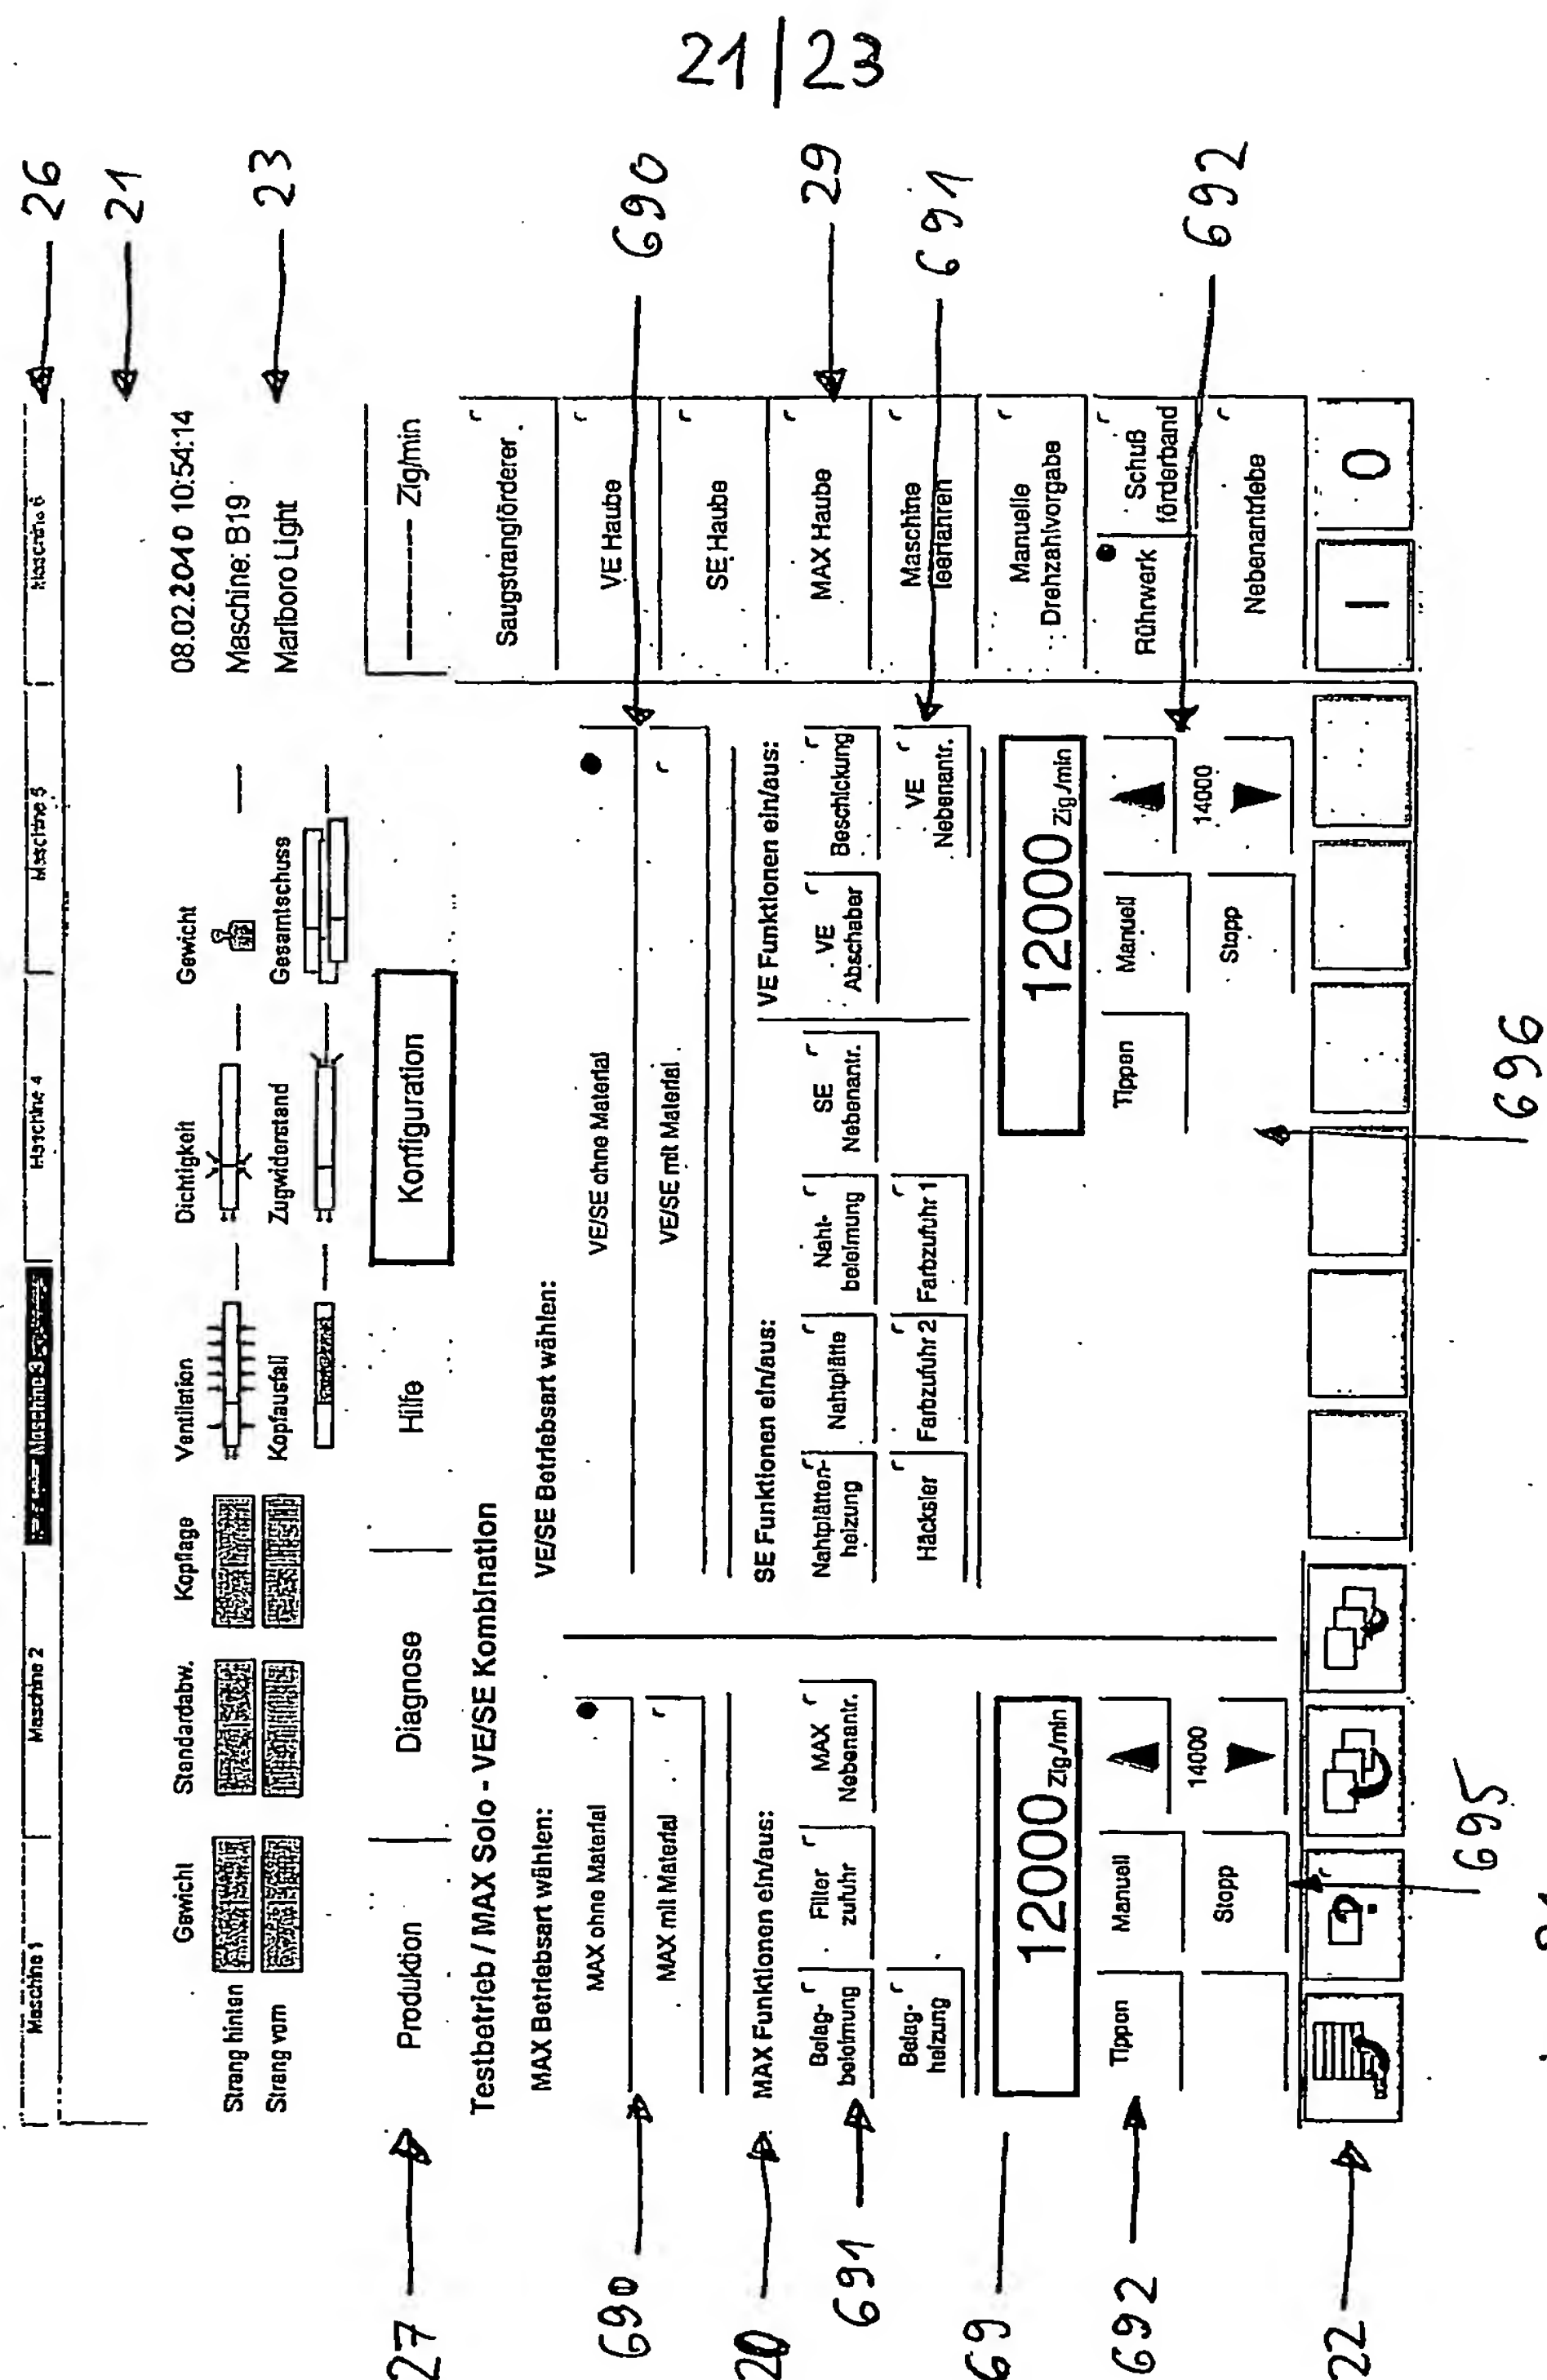 21/23
26
21
23
Maschine 1
Maschine 2
Maschine 3
Maschine 4
Maschine 5
Maschine 6
Gewicht
Standardabw.
Kopflage
Ventilation
Dichtigkeit
Gewicht
08.02.2010 10:54:14
Strang hinten
Maschine: B19
Strang vorn
Kopfausfall
Zugwiderstand
Gesamtschuss
Marlboro Light
27
Produktion
Diagnose
Hilfe
Konfiguration
Zig/min
Testbetrieb / MAX Solo - VE/SE Kombination
Saugstrangförderer
VE Haube
SE Haube
MAX Haube
Maschine
leerfahren
Manuelle
Drehzahlvorgabe
Rührwerk
Schuß
förderband
Nebenantriebe
I
0
690
29
691
692
MAX Betriebsart wählen:
MAX ohne Material
MAX mit Material
VE/SE Betriebsart wählen:
VE/SE ohne Material
VE/SE mit Material
690
20
MAX Funktionen ein/aus:
Belag-
beleimung
Filter
zufuhr
MAX
Nebenantr.
Belag-
heizung
691
SE Funktionen ein/aus:
Nahtplätten-
heizung
Nahtplätte
Naht-
beleimung
SE
Nebenantr.
Häcksler
Farbzufuhr 2
Farbzufuhr 1
VE Funktionen ein/aus:
VE
Abschaber
Beschickung
VE
Nebenantr.
69
12000 Zig./min
12000 Zig./min
692
Tippen
Manuell
14000
Stopp
Tippen
Manuell
14000
Stopp
22
?
695
696